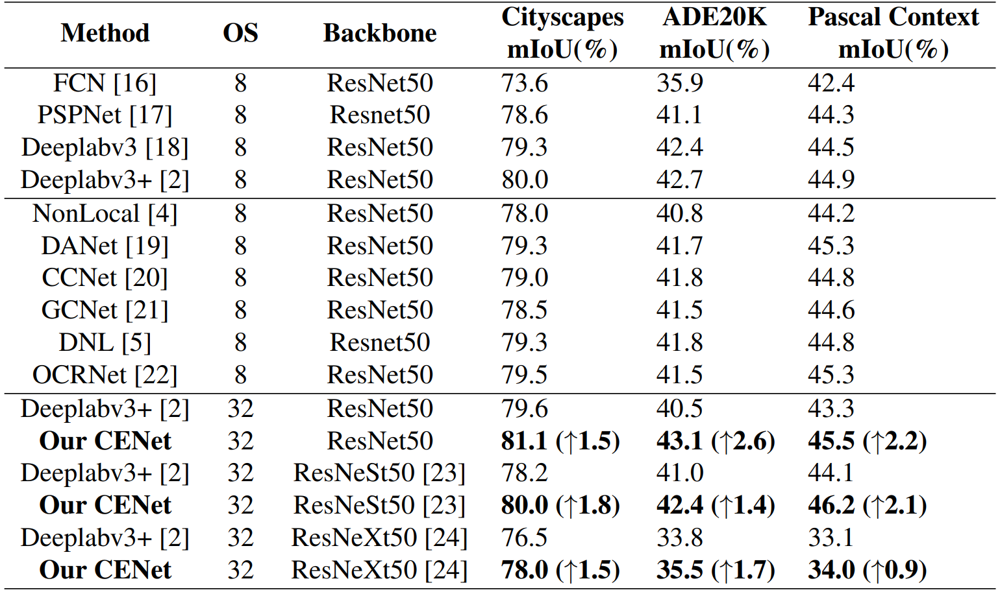 Method OS Backbone Cityscapes mIoU(%) ADE20K mIoU(%) Pascal Context mIoU(%)
FCN [16] 8 ResNet50 73.6 35.9 42.4
PSPNet [17] 8 Resnet50 78.6 41.1 44.3
Deeplabv3 [18] 8 ResNet50 79.3 42.4 44.5
Deeplabv3+ [2] 8 ResNet50 80.0 42.7 44.9
NonLocal [4] 8 ResNet50 78.0 40.8 44.2
DANet [19] 8 ResNet50 79.3 41.7 45.3
CCNet [20] 8 ResNet50 79.0 41.8 44.8
GCNet [21] 8 ResNet50 78.5 41.5 44.6
DNL [5] 8 Resnet50 79.3 41.8 44.8
OCRNet [22] 8 ResNet50 79.5 41.5 45.3
Deeplabv3+ [2] 32 ResNet50 79.6 40.5 43.3
Our CENet 32 ResNet50 81.1 (↑1.5) 43.1 (↑2.6) 45.5 (↑2.2)
Deeplabv3+ [2] 32 ResNeSt50 [23] 78.2 41.0 44.1
Our CENet 32 ResNeSt50 [23] 80.0 (↑1.8) 42.4 (↑1.4) 46.2 (↑2.1)
Deeplabv3+ [2] 32 ResNeXt50 [24] 76.5 33.8 33.1
Our CENet 32 ResNeXt50 [24] 78.0 (↑1.5) 35.5 (↑1.7) 34.0 (↑0.9)